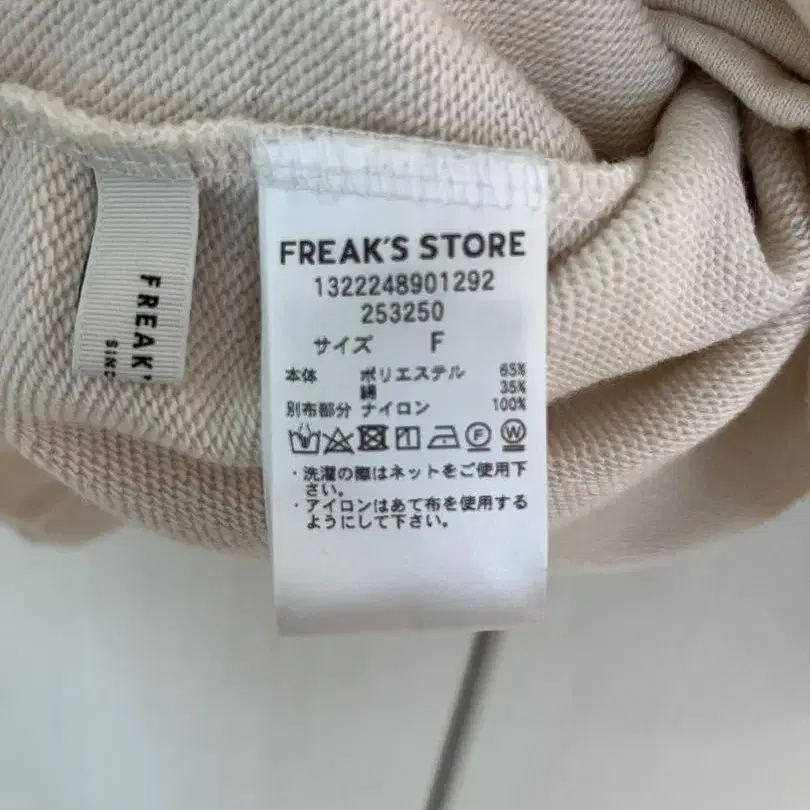 FREAK'S STORE
1322248901292
253250
サイズ F
本体 ポリエステル 65%
綿 35%
別布部分 ナイロン 100%
F W
・洗濯の際はネットをご使用下
さい。
・アイロンはあて布を使用する
ようにして下さい。
FREAK'
SINC